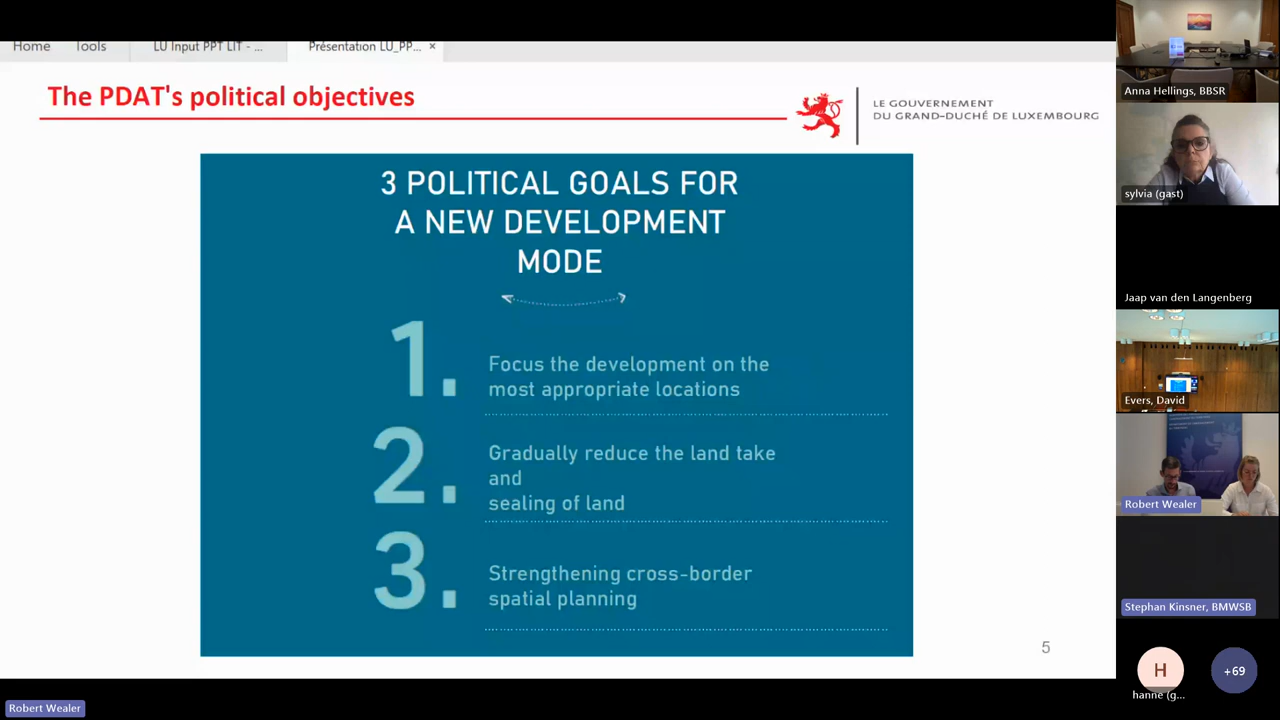 Home
Tools
LU Input PPT LIT - ...
Présentation LU_PP... ×
The PDAT's political objectives
LE GOUVERNEMENT
DU GRAND-DUCHÉ DE LUXEMBOURG
3 POLITICAL GOALS FOR
A NEW DEVELOPMENT
MODE
1. Focus the development on the
most appropriate locations
2. Gradually reduce the land take
and
sealing of land
3. Strengthening cross-border
spatial planning
5
Robert Wealer
Anna Hellings, BBSR
sylvia (gast)
Jaap van den Langenberg
Evers, David
Robert Wealer
Stephan Kinsner, BMWSB
H
hanne (g...
+69